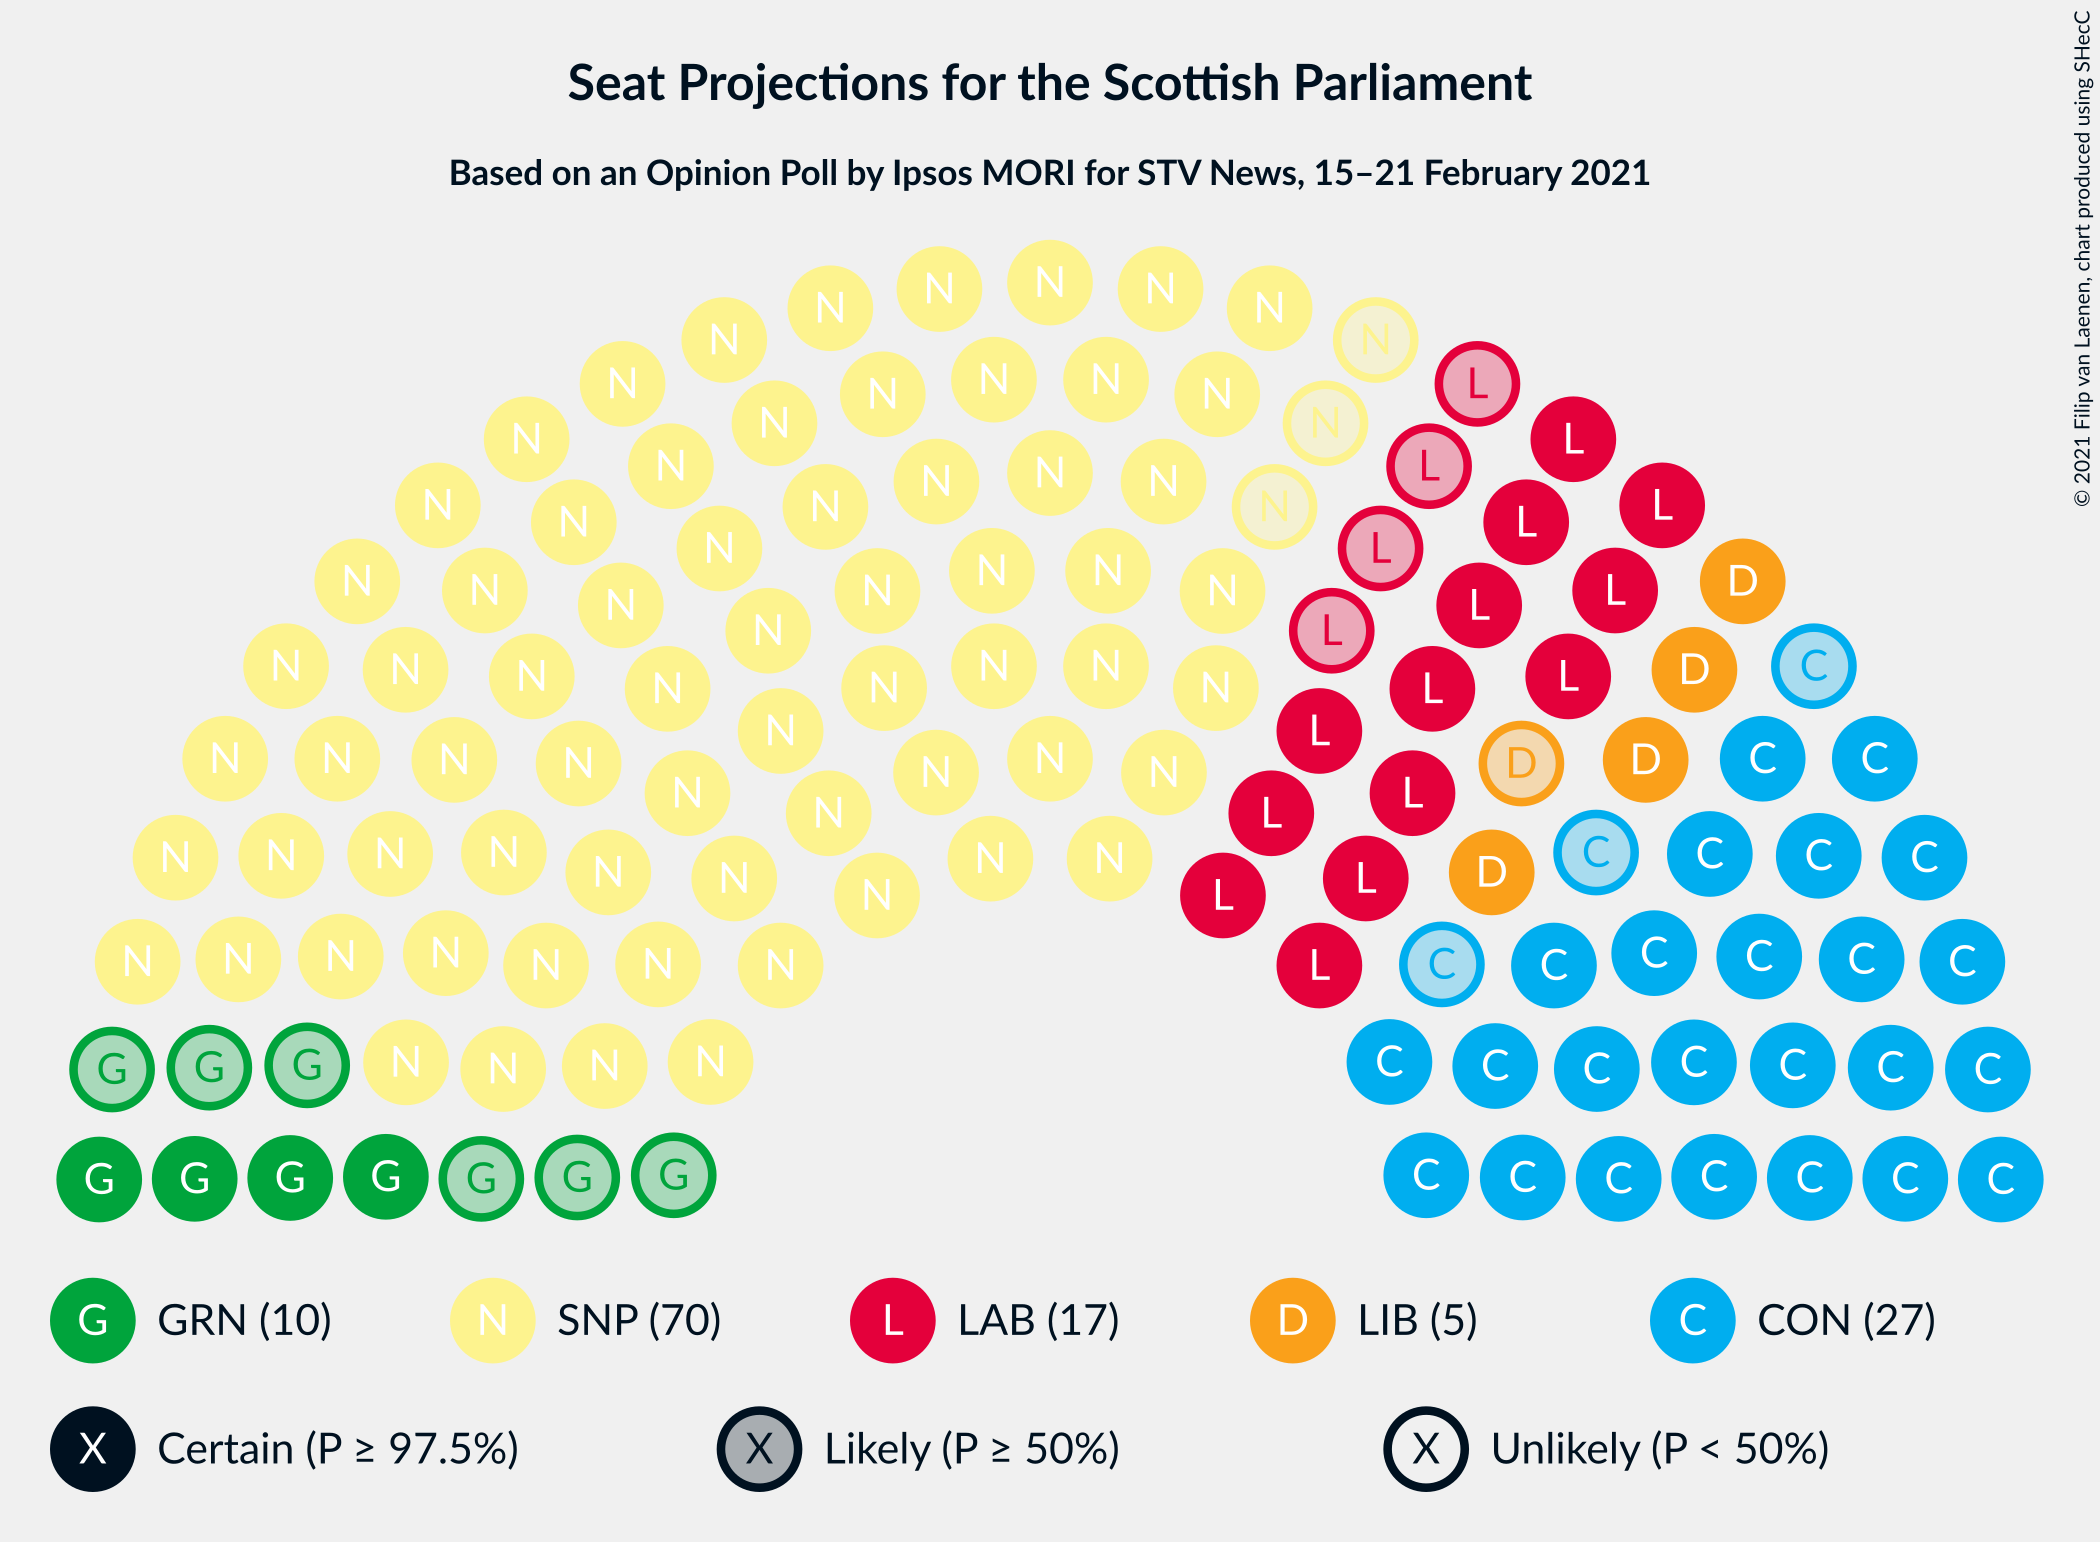 Seat Projections for the Scottish Parliament
Based on an Opinion Poll by Ipsos MORI for STV News, 15–21 February 2021
© 2021 Filip van Laenen, chart produced using SHecC
N N N N N
N N
N N N N N L
N N N L
N N N N L
N N N N L L
N L
N N N N N N N L L D
N L
N N N N N N N N L L D C
N L
N N N N N N N N L D D C C
N L
N N N N N N N N N L L D C C C C
N N N N N N N L C C C C C C
G G G N N N N C C C C C C C
G G G G G G G C C C C C C C
G GRN (10) N SNP (70) L LAB (17) D LIB (5) C CON (27)
X Certain (P ≥ 97.5%) X Likely (P ≥ 50%) X Unlikely (P < 50%)